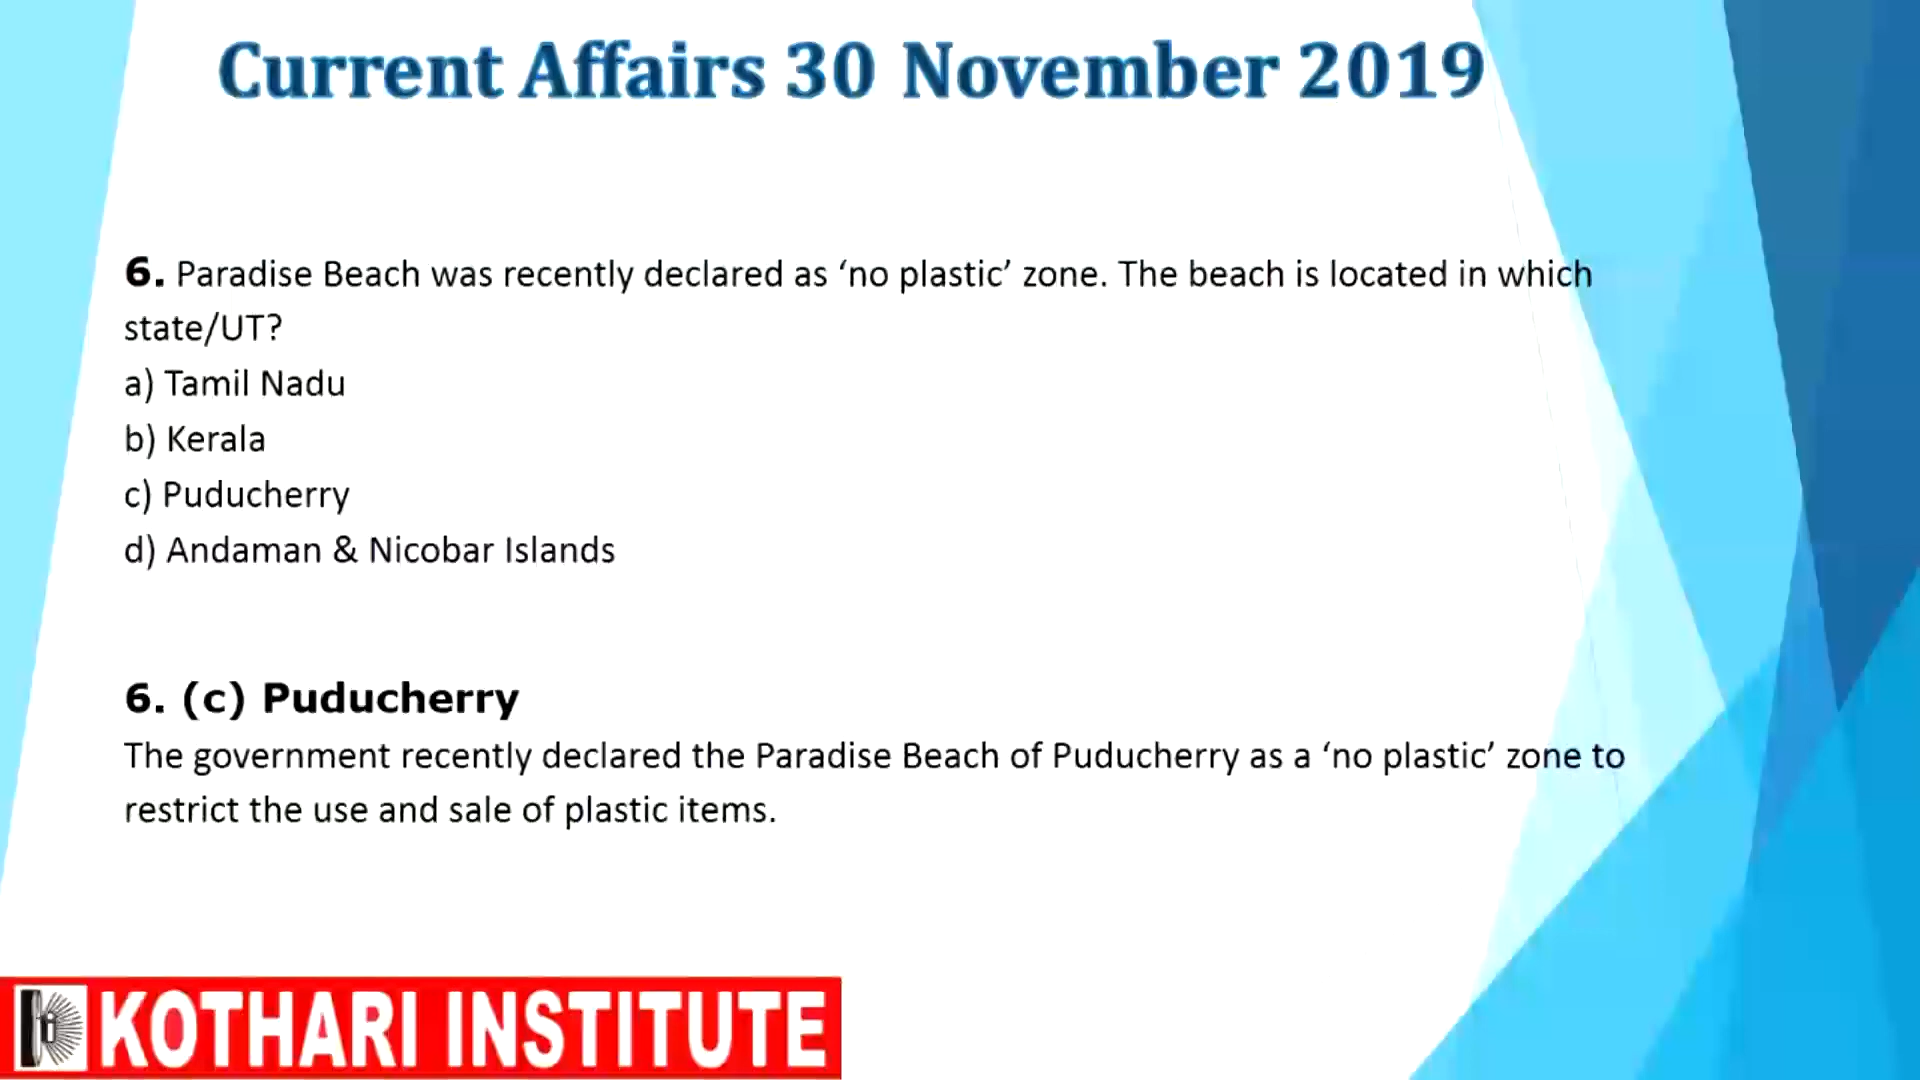 Current Affairs 30 November 2019
6. Paradise Beach was recently declared as ‘no plastic’ zone. The beach is located in which
state/UT?
a) Tamil Nadu
b) Kerala
c) Puducherry
d) Andaman & Nicobar Islands
6. (c) Puducherry
The government recently declared the Paradise Beach of Puducherry as a ‘no plastic’ zone to
restrict the use and sale of plastic items.
KOTHARI INSTITUTE